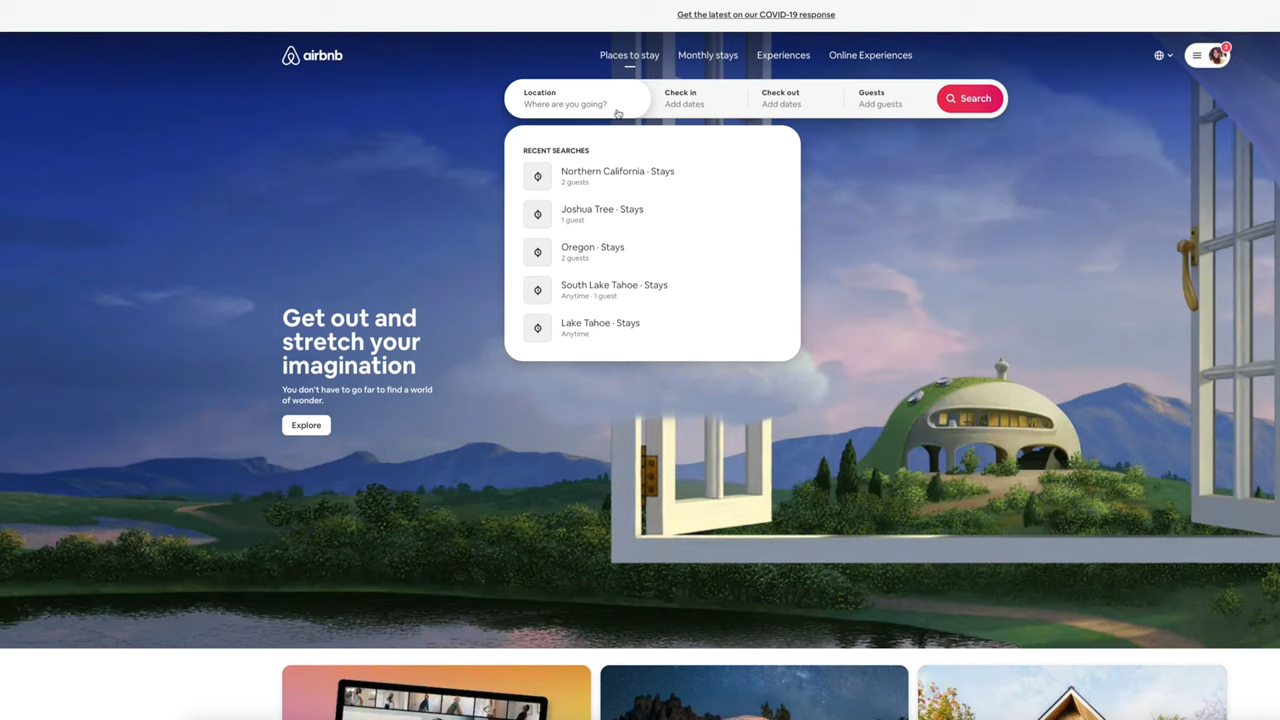 Get the latest on our COVID-19 response
airbnb
Places to stay
Monthly stays
Experiences
Online Experiences
2
Location
Where are you going?
Check in
Add dates
Check out
Add dates
Guests
Add guests
Search
RECENT SEARCHES
Northern California · Stays
2 guests
Joshua Tree · Stays
1 guest
Oregon · Stays
2 guests
South Lake Tahoe · Stays
Anytime · 1 guest
Lake Tahoe · Stays
Anytime
Get out and
stretch your
imagination
You don't have to go far to find a world
of wonder.
Explore